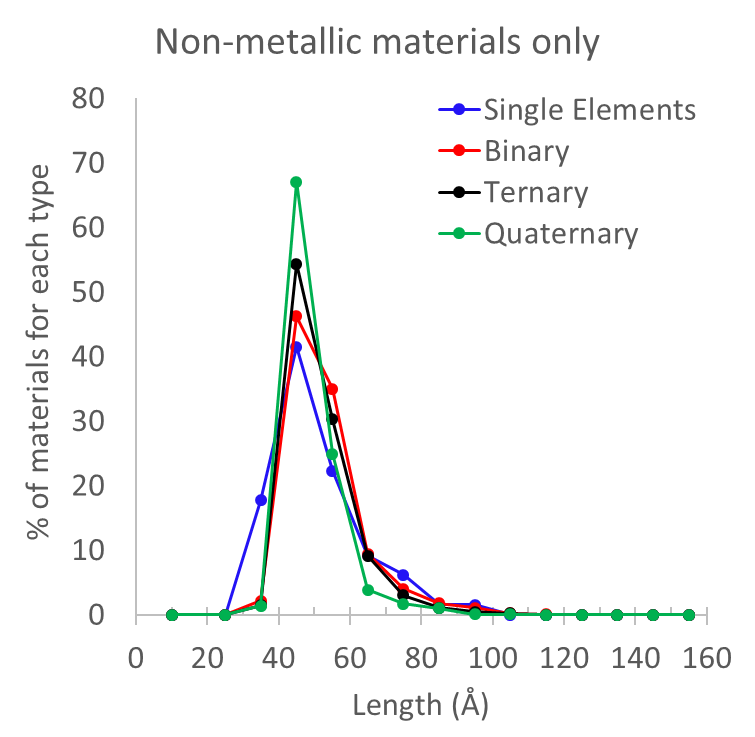 Non-metallic materials only
Single Elements
Binary
Ternary
Quaternary
% of materials for each type
80
70
60
50
40
30
20
10
0
0 20 40 60 80 100 120 140 160
Length (Å)